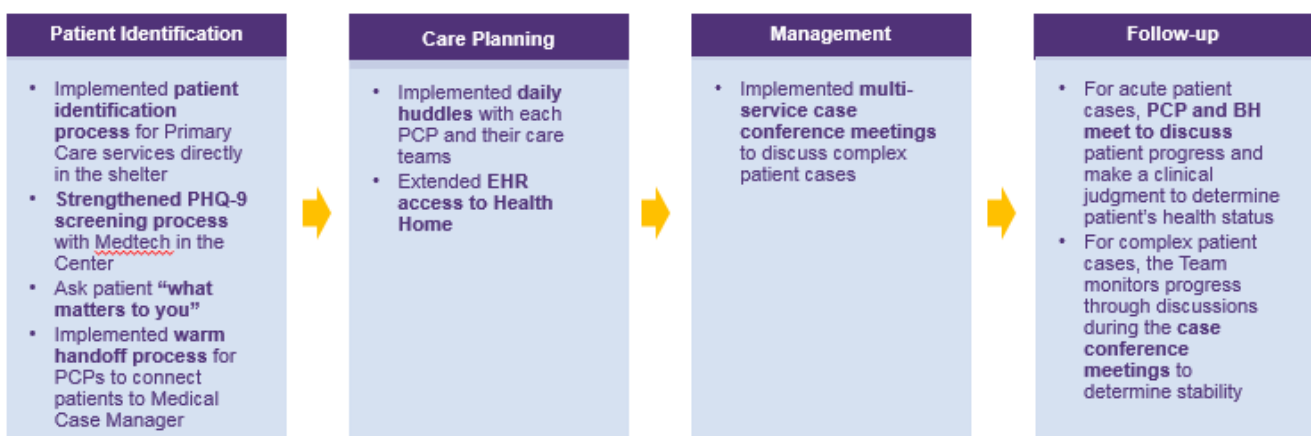 Patient Identification
• Implemented patient
identification
process for Primary
Care services directly
in the shelter
• Strengthened PHQ-9
screening process
with Medtech in the
Center
• Ask patient “what
matters to you”
• Implemented warm
handoff process for
PCPs to connect
patients to Medical
Case Manager
Care Planning
• Implemented daily
huddles with each
PCP and their care
teams
• Extended EHR
access to Health
Home
Management
• Implemented multi-
service case
conference meetings
to discuss complex
patient cases
Follow-up
• For acute patient
cases, PCP and BH
meet to discuss
patient progress and
make a clinical
judgment to determine
patient’s health status
• For complex patient
cases, the Team
monitors progress
through discussions
during the case
conference
meetings to
determine stability